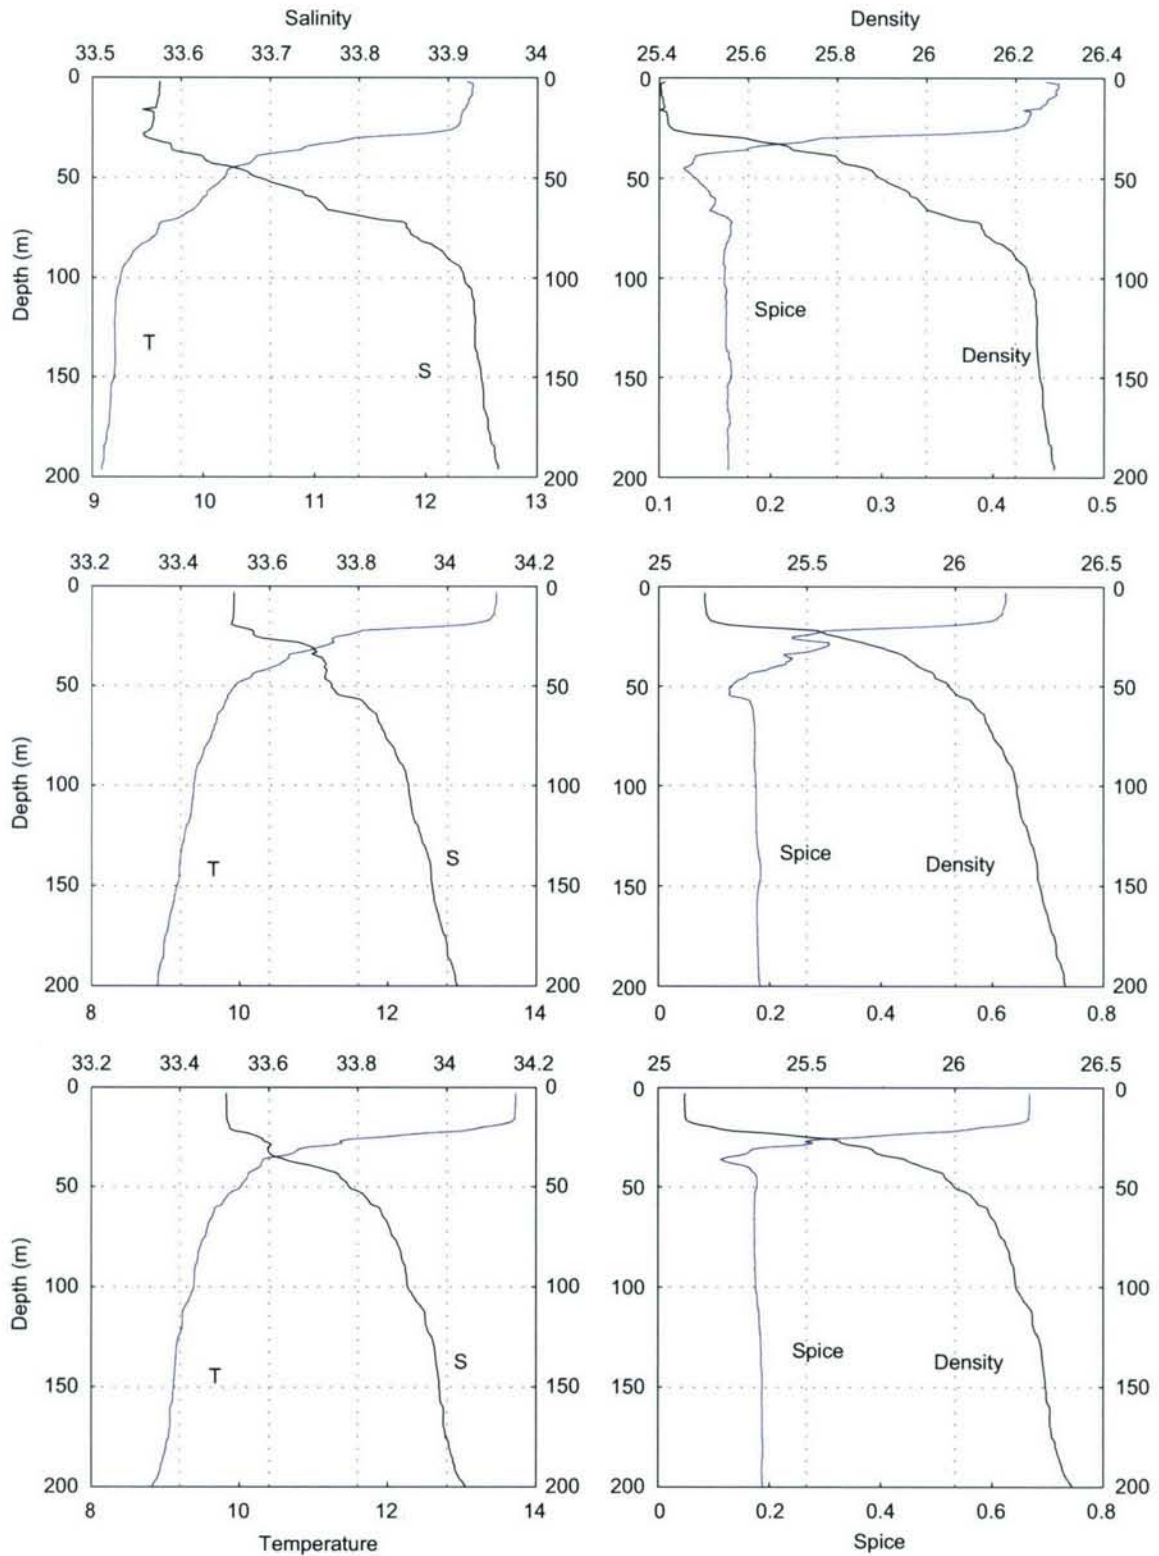 Salinity Density
33.5 33.6 33.7 33.8 33.9 34 25.4 25.6 25.8 26 26.2 26.4
0 0 0 0
50 50 50 50
100 100 100 100
150 150 150 150
200 200 200 200
Depth (m)
T S Spice Density
9 10 11 12 13 0.1 0.2 0.3 0.4 0.5
33.2 33.4 33.6 33.8 34 34.2 25 25.5 26 26.5
0 0 0 0
50 50 50 50
100 100 100 100
150 150 150 150
200 200 200 200
Depth (m)
T S Spice Density
8 10 12 14 0 0.2 0.4 0.6 0.8
33.2 33.4 33.6 33.8 34 34.2 25 25.5 26 26.5
0 0 0 0
50 50 50 50
100 100 100 100
150 150 150 150
200 200 200 200
Depth (m)
T S Spice Density
8 10 12 14 0 0.2 0.4 0.6 0.8
Temperature Spice